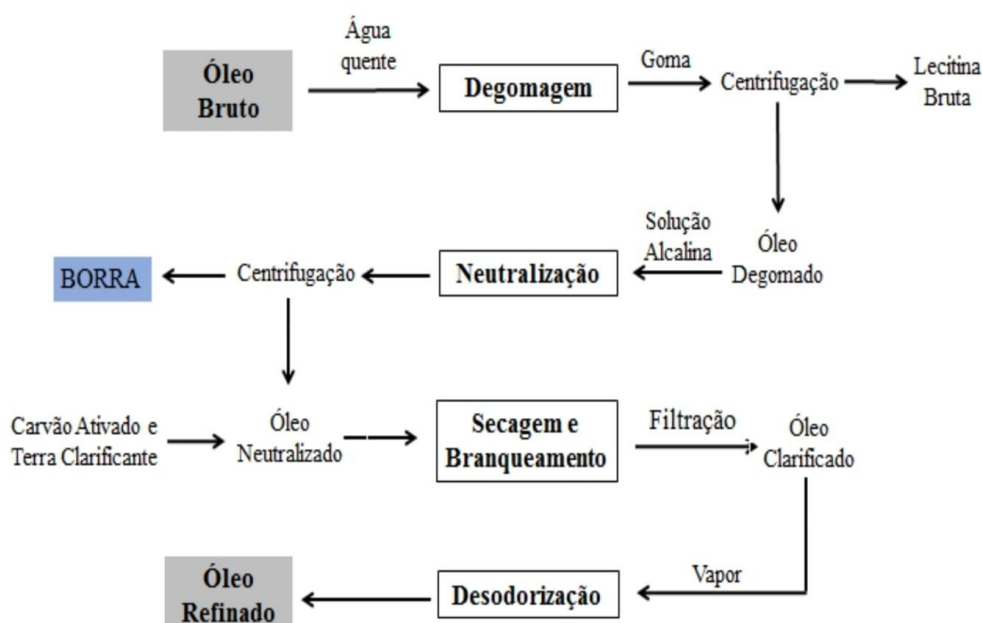 Óleo
Bruto
Água
quente
Degomagem
Goma
Centrifugação
Lecitina
Bruta
BORRA
Centrifugação
Neutralização
Solução
Alcalina
Óleo
Degomado
Carvão Ativado e
Terra Clarificante
Óleo
Neutralizado
Secagem e
Branqueamento
Filtração
Óleo
Clarificado
Óleo
Refinado
Desodorização
Vapor